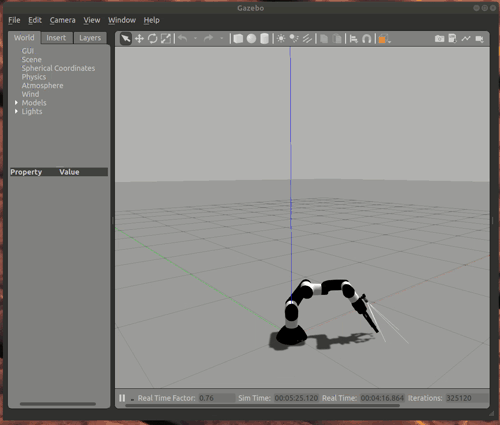 Gazebo
File Edit Camera View Window Help
World Insert Layers
GUI
Scene
Spherical Coordinates
Physics
Atmosphere
Wind
Models
Lights
Property Value
Real Time Factor: 0.76 Sim Time: 00:05:25.120 Real Time: 00:04:16.864 Iterations: 325120